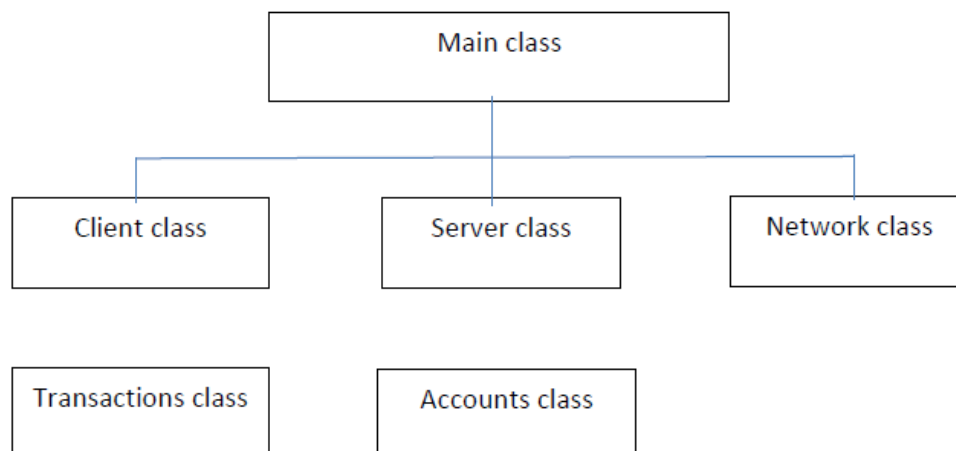 Main class
Client class
Server class
Network class
Transactions class
Accounts class